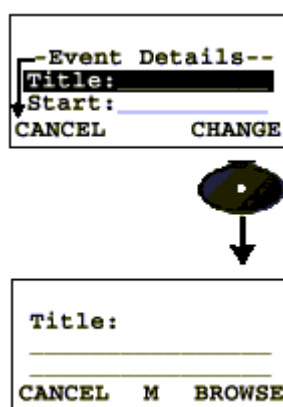 -Event Details--
Title:
Start:
CANCEL CHANGE
Title:
CANCEL M BROWSE